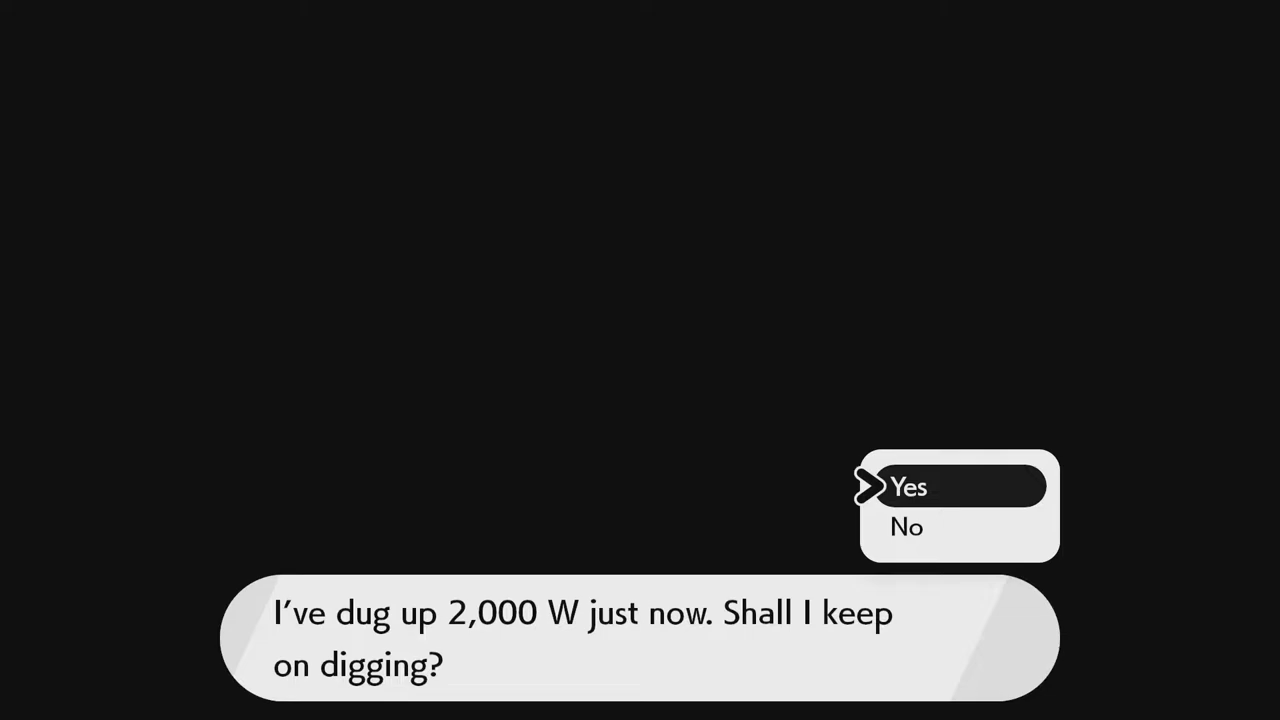 Yes
No
I've dug up 2,000 W just now. Shall I keep
on digging?